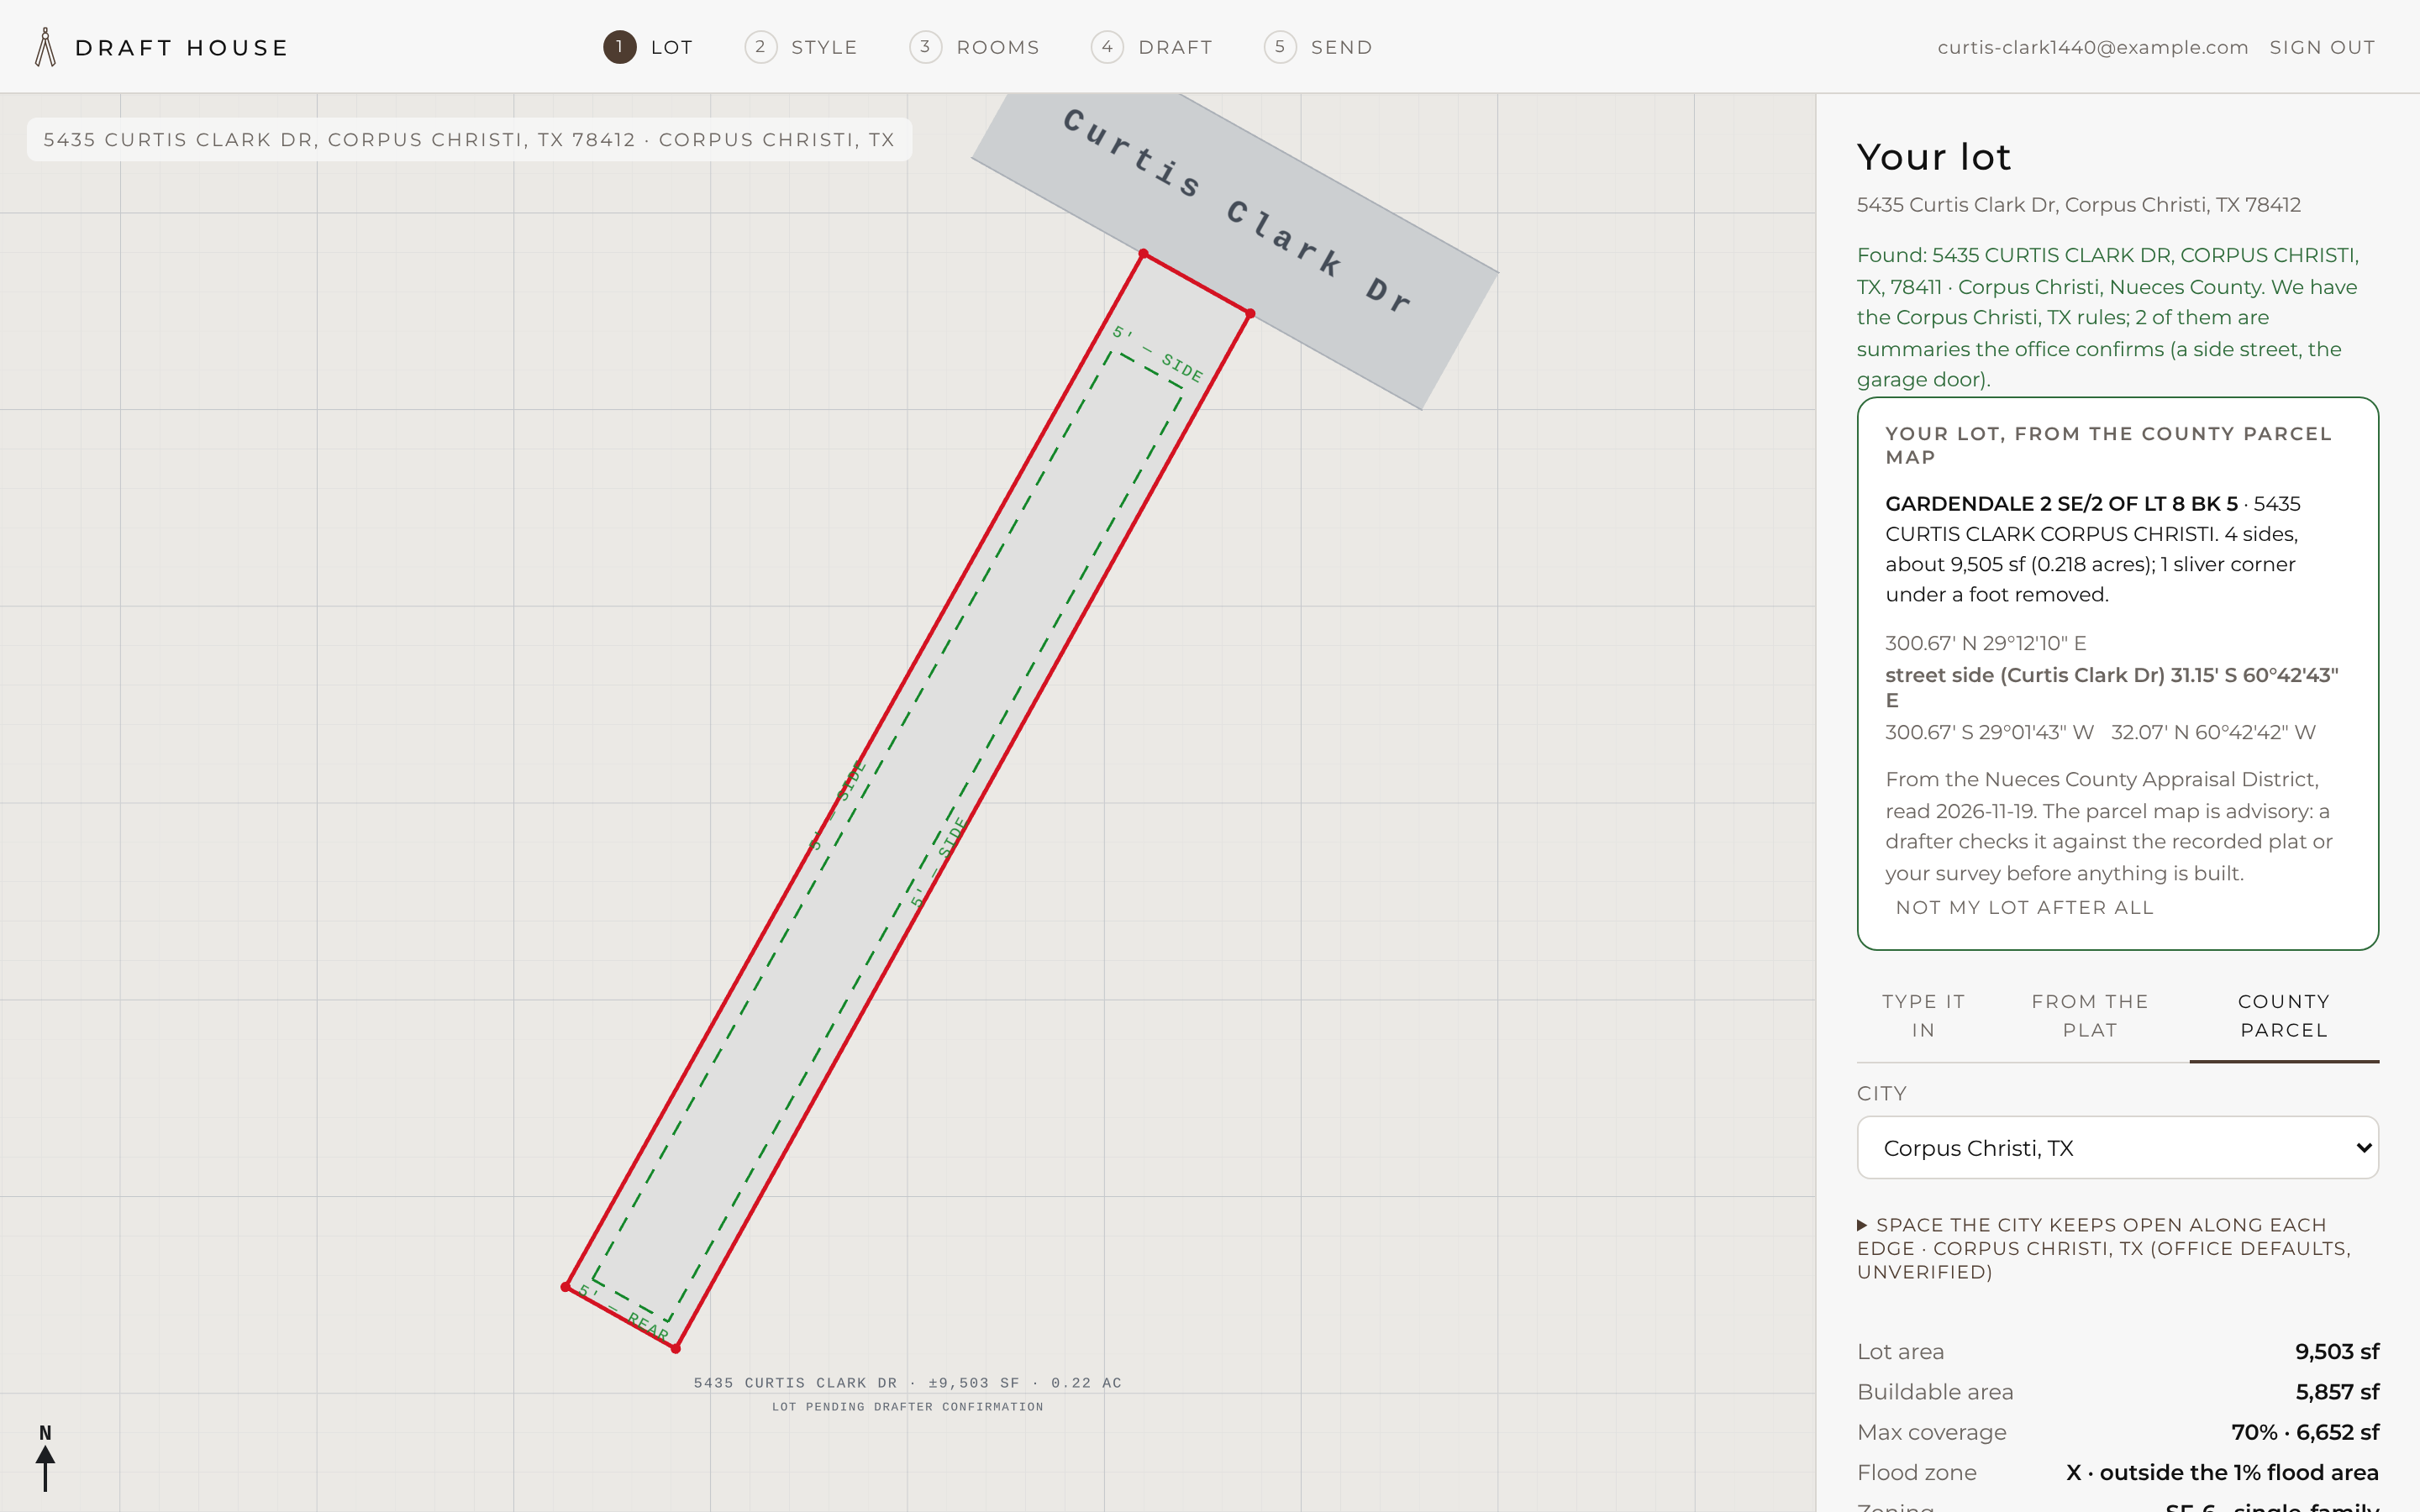 DRAFT HOUSE
1 LOT
2 STYLE
3 ROOMS
4 DRAFT
5 SEND
curtis-clark1440@example.com SIGN OUT
5435 CURTIS CLARK DR, CORPUS CHRISTI, TX 78412 · CORPUS CHRISTI, TX
Curtis Clark Dr
5' — SIDE
5' — SIDE
5' — SIDE
5' — REAR
5435 CURTIS CLARK DR · ±9,503 SF · 0.22 AC
LOT PENDING DRAFTER CONFIRMATION
N
Your lot
5435 Curtis Clark Dr, Corpus Christi, TX 78412
Found: 5435 CURTIS CLARK DR, CORPUS CHRISTI,
TX, 78411 · Corpus Christi, Nueces County. We have
the Corpus Christi, TX rules; 2 of them are
summaries the office confirms (a side street, the
garage door).
YOUR LOT, FROM THE COUNTY PARCEL
MAP
GARDENDALE 2 SE/2 OF LT 8 BK 5 · 5435
CURTIS CLARK CORPUS CHRISTI. 4 sides,
about 9,505 sf (0.218 acres); 1 sliver corner
under a foot removed.
300.67' N 29°12'10" E
street side (Curtis Clark Dr) 31.15' S 60°42'43"
E
300.67' S 29°01'43" W 32.07' N 60°42'42" W
From the Nueces County Appraisal District,
read 2026-11-19. The parcel map is advisory: a
drafter checks it against the recorded plat or
your survey before anything is built.
NOT MY LOT AFTER ALL
TYPE IT
IN
FROM THE
PLAT
COUNTY
PARCEL
CITY
Corpus Christi, TX
SPACE THE CITY KEEPS OPEN ALONG EACH
EDGE · CORPUS CHRISTI, TX (OFFICE DEFAULTS,
UNVERIFIED)
Lot area 9,503 sf
Buildable area 5,857 sf
Max coverage 70% · 6,652 sf
Flood zone X · outside the 1% flood area
Zoning SF-6 · single-family